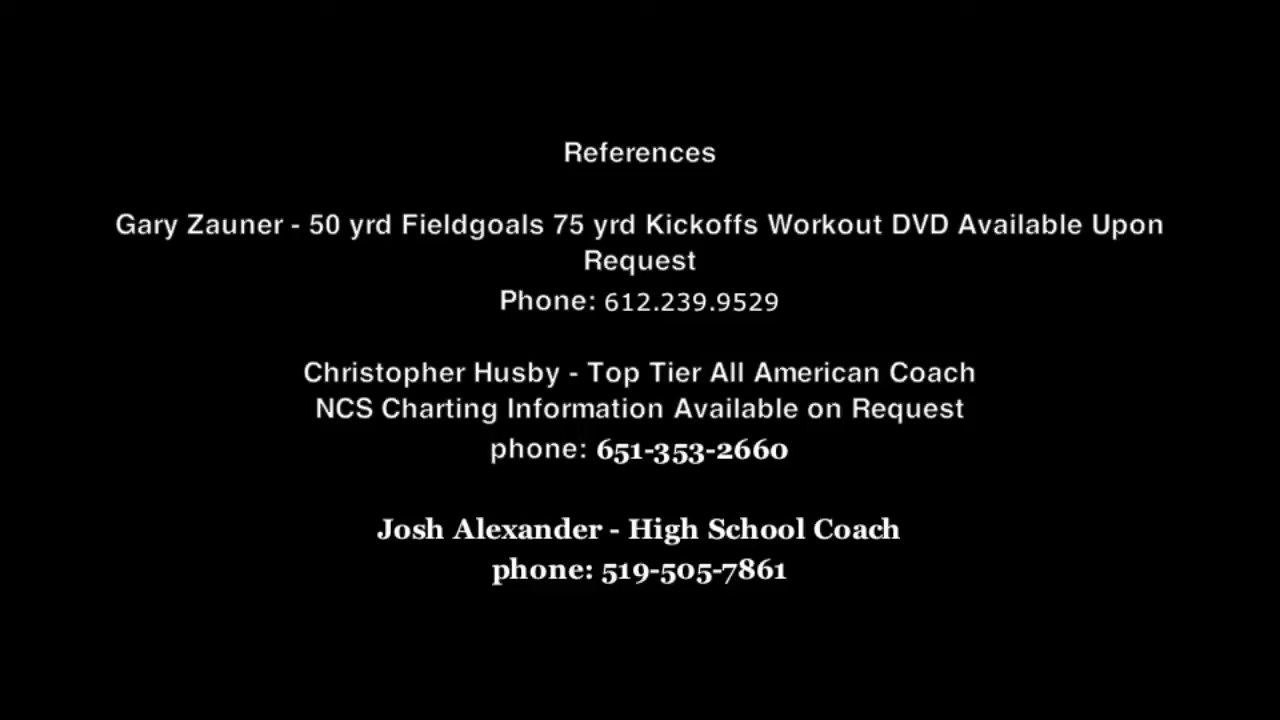 References
Gary Zauner - 50 yrd Fieldgoals 75 yrd Kickoffs Workout DVD Available Upon
Request
Phone: 612.239.9529
Christopher Husby - Top Tier All American Coach
NCS Charting Information Available on Request
phone: 651-353-2660
Josh Alexander - High School Coach
phone: 519-505-7861